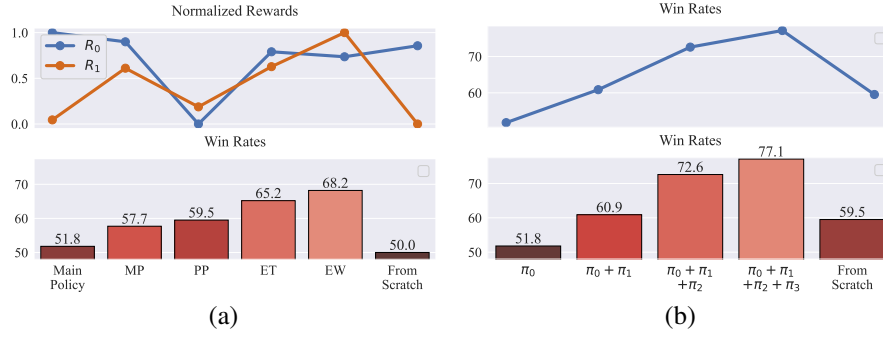 Normalized Rewards
1.0
0.5
0.0
R₀
R₁
Win Rates
70
60
50
51.8
57.7
59.5
65.2
68.2
50.0
Main
Policy
MP
PP
ET
EW
From
Scratch
(a)
Win Rates
70
60
Win Rates
70
60
50
51.8
60.9
72.6
77.1
59.5
π₀
π₀ + π₁
π₀ + π₁
+π₂
π₀ + π₁
+π₂ + π₃
From
Scratch
(b)